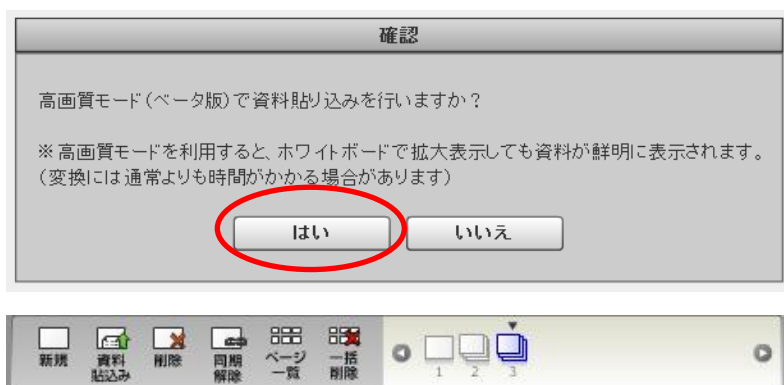 確認
高画質モード(ベータ版)で資料貼り込みを行いますか?
※高画質モードを利用すると、ホワイトボードで拡大表示しても資料が鮮明に表示されます。
(変換には通常よりも時間がかかる場合があります)
はい いいえ
新規 資料 削除 同期 ページ 一括
貼込み 解除 一覧 削除
1 2 3